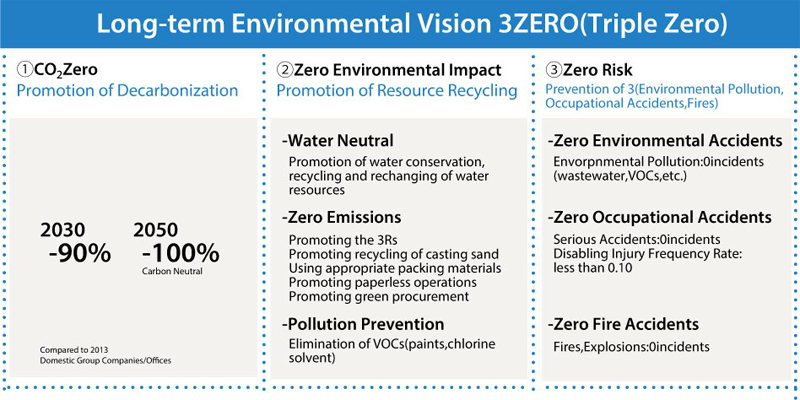 Long-term Environmental Vision 3ZERO(Triple Zero)
①CO₂Zero
Promotion of Decarbonization
2030
-90%
2050
-100%
Carbon Neutral
Compared to 2013
Domestic Group Companies/Offices
②Zero Environmental Impact
Promotion of Resource Recycling
-Water Neutral
Promotion of water conservation,
recycling and rechanging of water
resources
-Zero Emissions
Promoting the 3Rs
Promoting recycling of casting sand
Using appropriate packing materials
Promoting paperless operations
Promoting green procurement
-Pollution Prevention
Elimination of VOCs(paints,chlorine
solvent)
③Zero Risk
Prevention of 3(Environmental Pollution,
Occupational Accidents,Fires)
-Zero Environmental Accidents
Envorpnmental Pollution:0incidents
(wastewater,VOCs,etc.)
-Zero Occupational Accidents
Serious Accidents:0incidents
Disabling Injury Frequency Rate:
less than 0.10
-Zero Fire Accidents
Fires,Explosions:0incidents